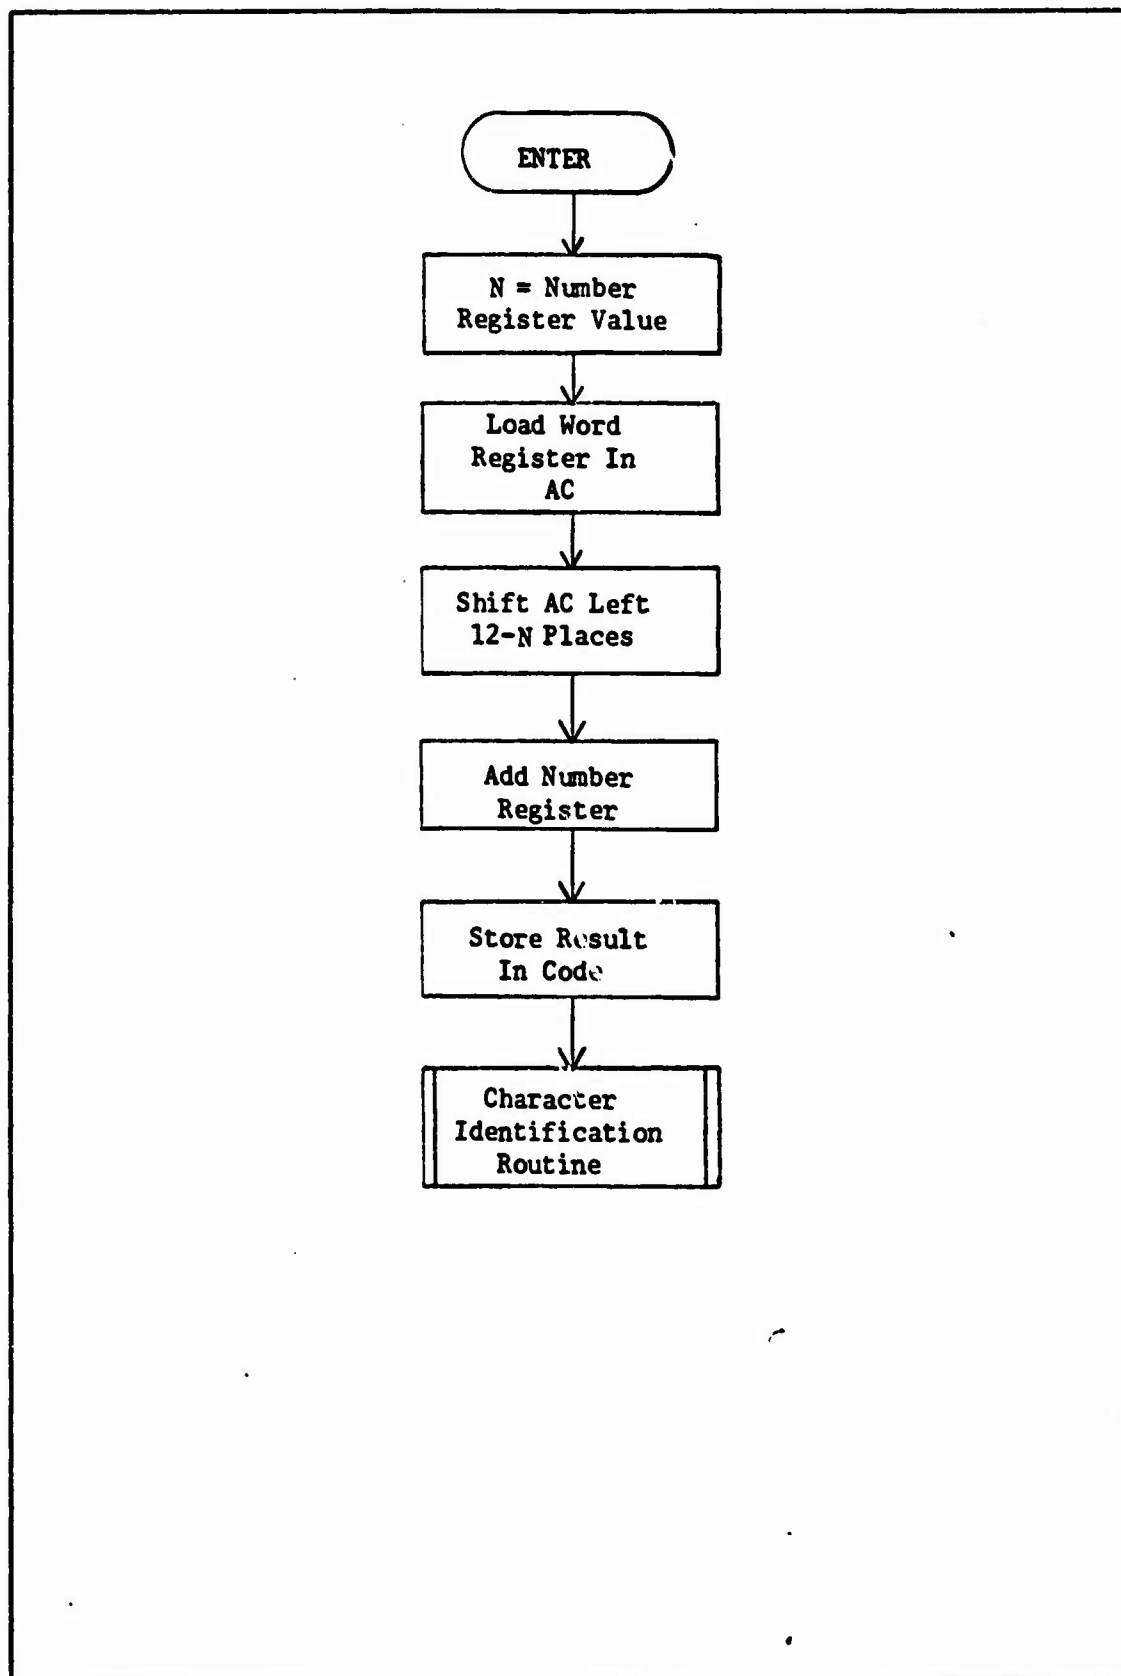 ENTER
N = Number
Register Value
Load Word
Register In
AC
Shift AC Left
12-N Places
Add Number
Register
Store Result
In Code
Character
Identification
Routine